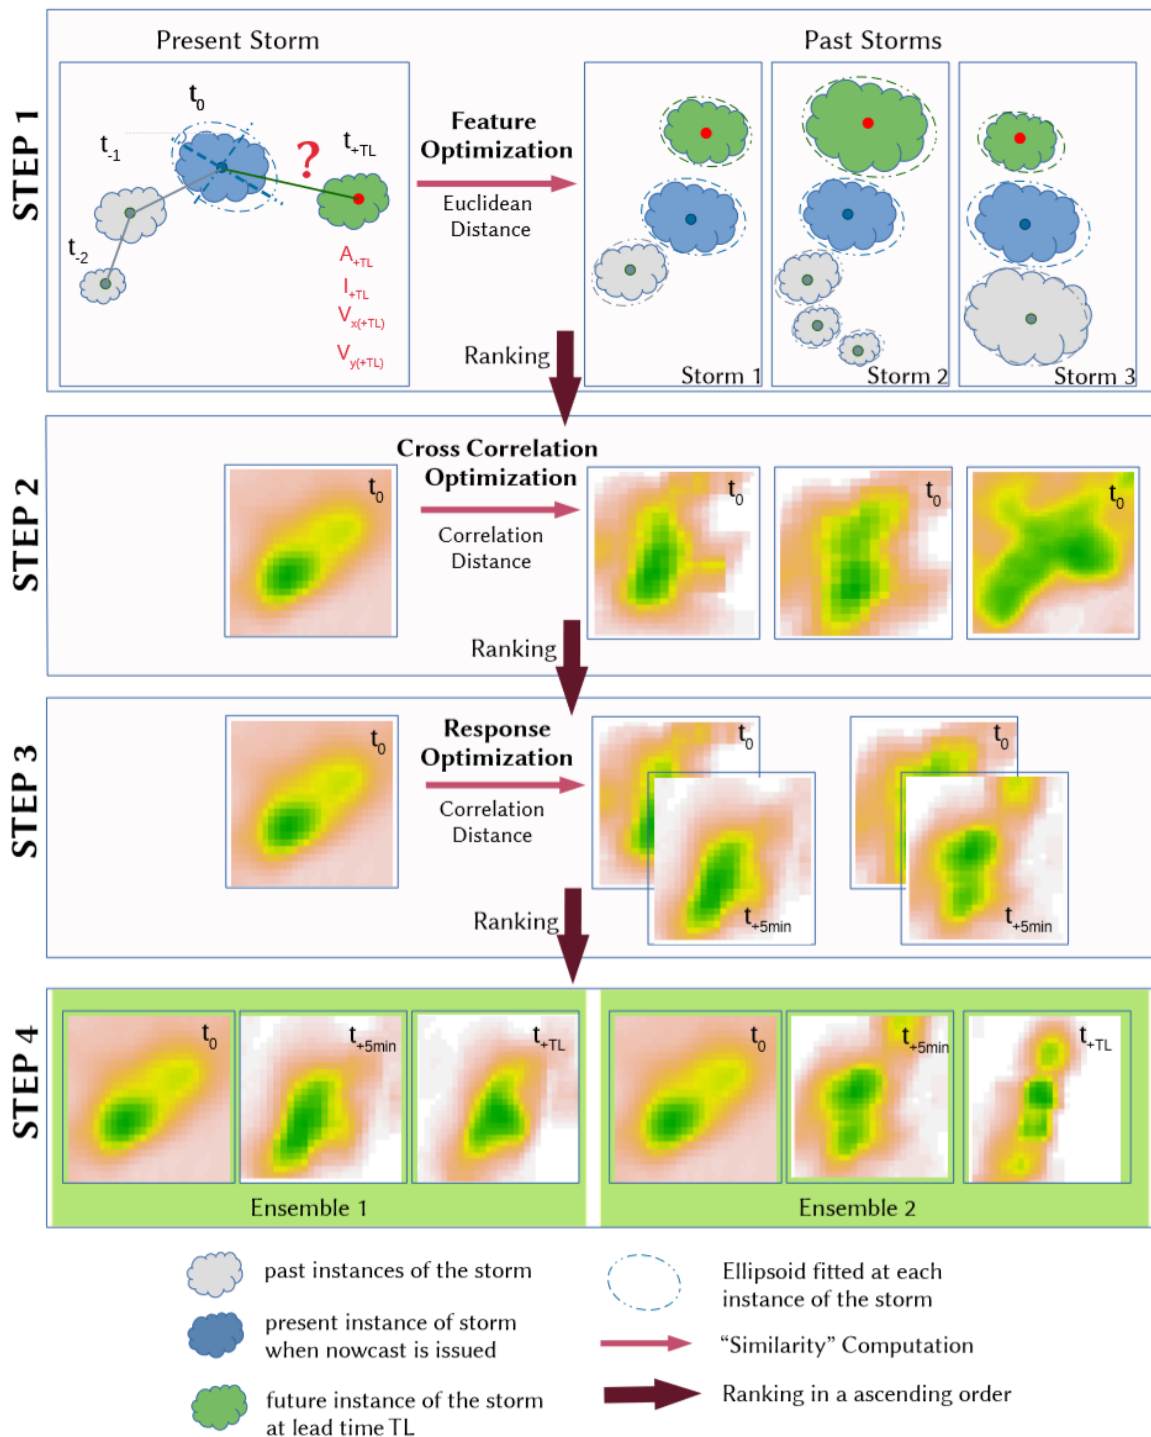 Present Storm
Past Storms
STEP 1
t0
t-1
t-2
?
t+TL
A+TL
I+TL
Vx(+TL)
Vy(+TL)
Feature
Optimization
Euclidean
Distance
Storm 1
Storm 2
Storm 3
Ranking
STEP 2
t0
Cross Correlation
Optimization
Correlation
Distance
t0
t0
t0
Ranking
STEP 3
t0
Response
Optimization
Correlation
Distance
t0
t+5min
t0
t+5min
Ranking
STEP 4
t0
t+5min
t+TL
Ensemble 1
t0
t+5min
t+TL
Ensemble 2
past instances of the storm
present instance of storm
when nowcast is issued
future instance of the storm
at lead time TL
Ellipsoid fitted at each
instance of the storm
“Similarity” Computation
Ranking in a ascending order